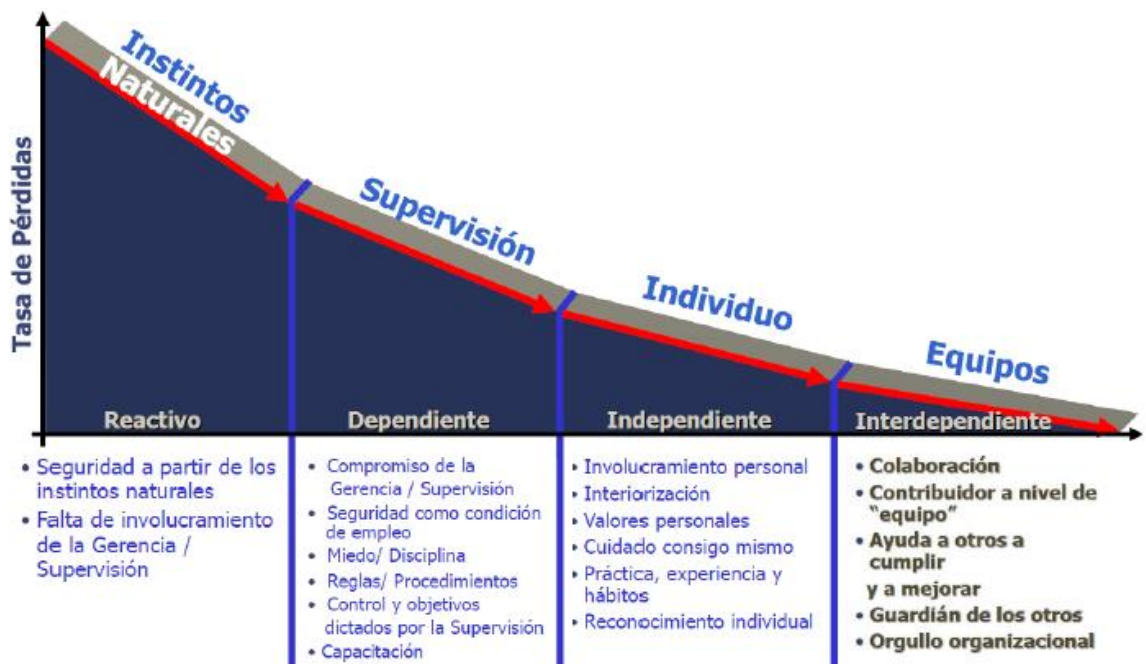 Instintos
Naturales
Supervisión
Individuo
Equipos
Tasa de Pérdidas
Reactivo
Dependiente
Independiente
Interdependiente
• Seguridad a partir de los
instintos naturales
• Falta de involucramiento
de la Gerencia /
Supervisión
• Compromiso de la
Gerencia / Supervisión
• Seguridad como condición
de empleo
• Miedo/ Disciplina
• Reglas/ Procedimientos
• Control y objetivos
dictados por la Supervisión
• Capacitación
• Involucramiento personal
• Interiorización
• Valores personales
• Cuidado consigo mismo
• Práctica, experiencia y
hábitos
• Reconocimiento individual
• Colaboración
• Contribuidor a nivel de
"equipo"
• Ayuda a otros a
cumplir
y a mejorar
• Guardián de los otros
• Orgullo organizacional